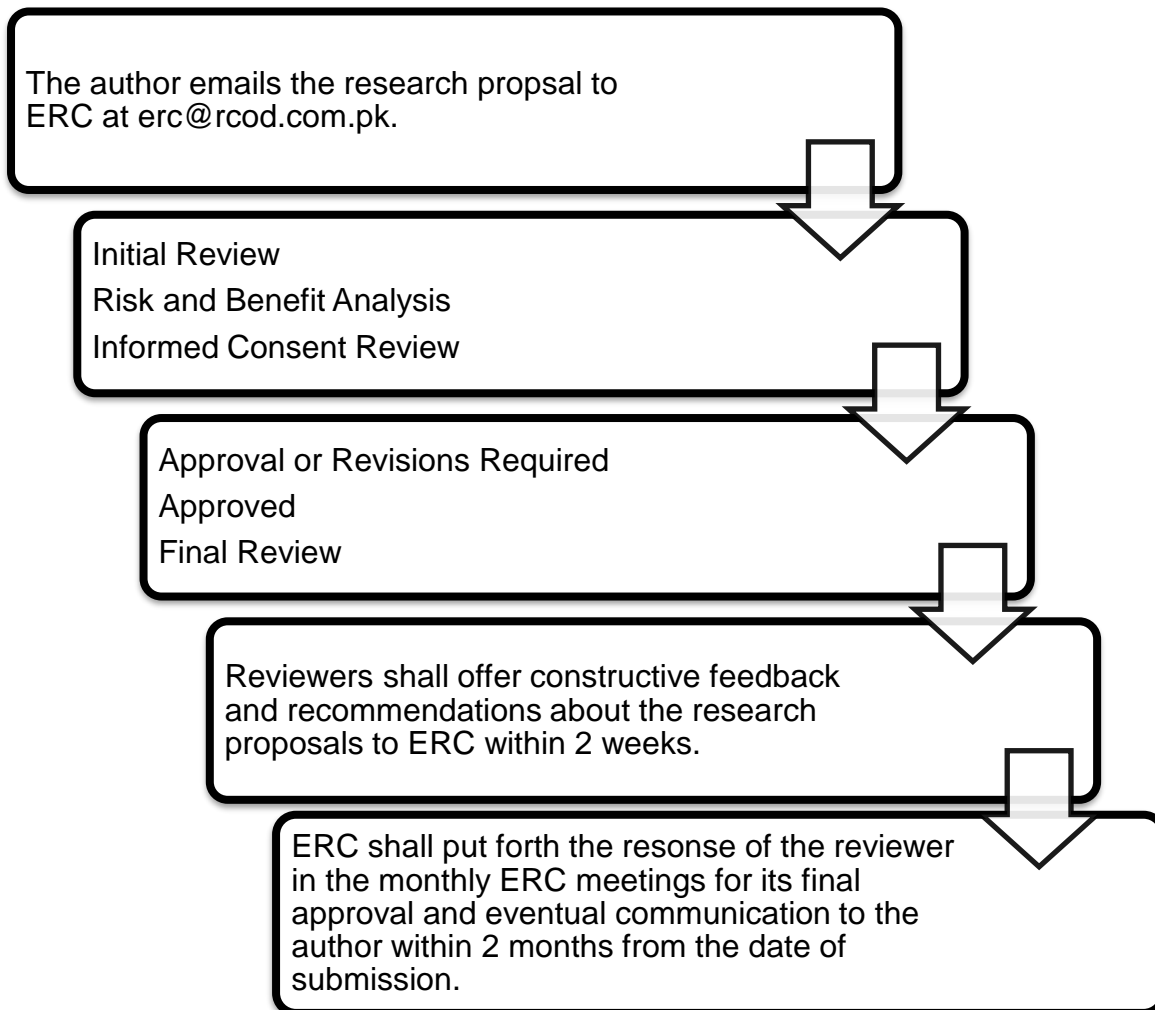 The author emails the research propsal to
ERC at erc@rcod.com.pk.
Initial Review
Risk and Benefit Analysis
Informed Consent Review
Approval or Revisions Required
Approved
Final Review
Reviewers shall offer constructive feedback
and recommendations about the research
proposals to ERC within 2 weeks.
ERC shall put forth the resonse of the reviewer
in the monthly ERC meetings for its final
approval and eventual communication to the
author within 2 months from the date of
submission.